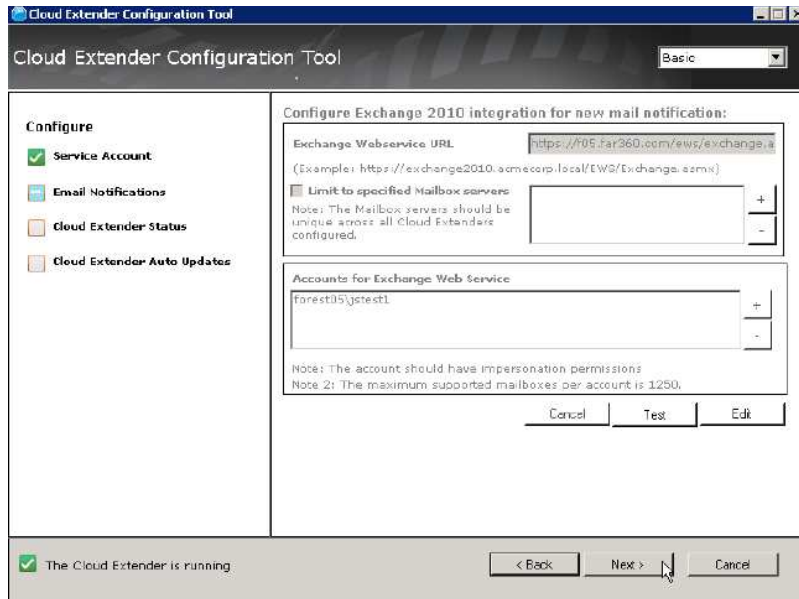 Cloud Extender Configuration Tool
Cloud Extender Configuration Tool
Basic
Configure
Service Account
Email Notifications
Cloud Extender Status
Cloud Extender Auto Updates
Configure Exchange 2010 integration for new mail notification:
Exchange Webservice URL
https://f05.far360.com/ews/exchange.a
(Example: https://exchange2010.acmecorp.local/EWS/Exchange.asmx)
Limit to specified Mailbox servers
Note: The Mailbox servers should be
unique across all Cloud Extenders
configured.
+
-
Accounts for Exchange Web Service
forest05\jstest1
+
-
Note: The account should have impersonation permissions
Note 2: The maximum supported mailboxes per account is 1250.
Cancel
Test
Edit
The Cloud Extender is running
< Back
Next >
Cancel